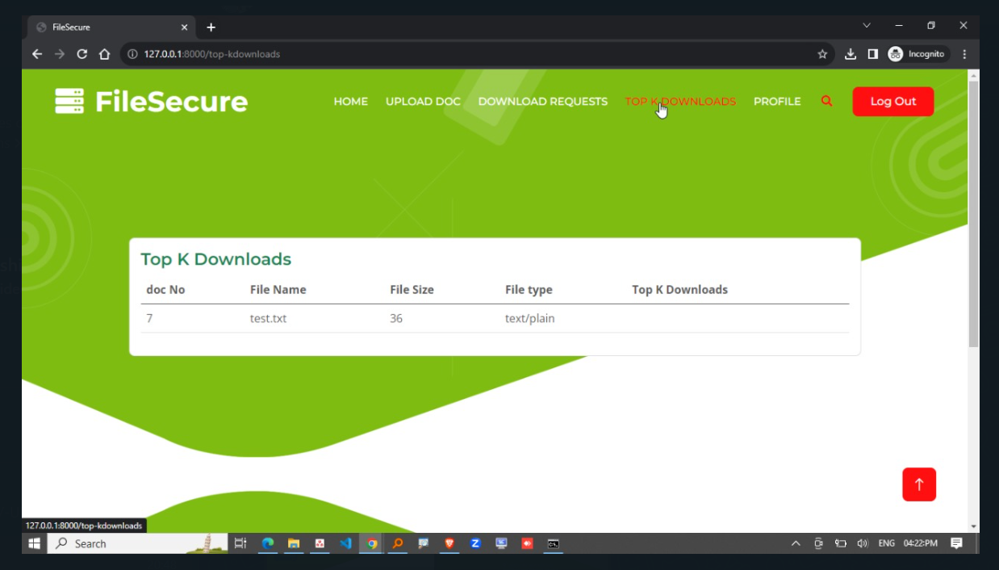 FileSecure
127.0.0.1:8000/top-kdownloads
Incognito
FileSecure
HOME UPLOAD DOC DOWNLOAD REQUESTS TOP K DOWNLOADS PROFILE Log Out
Top K Downloads
doc No File Name File Size File type Top K Downloads
7 test.txt 36 text/plain
127.0.0.1:8000/top-kdownloads
Search
ENG 04:22PM